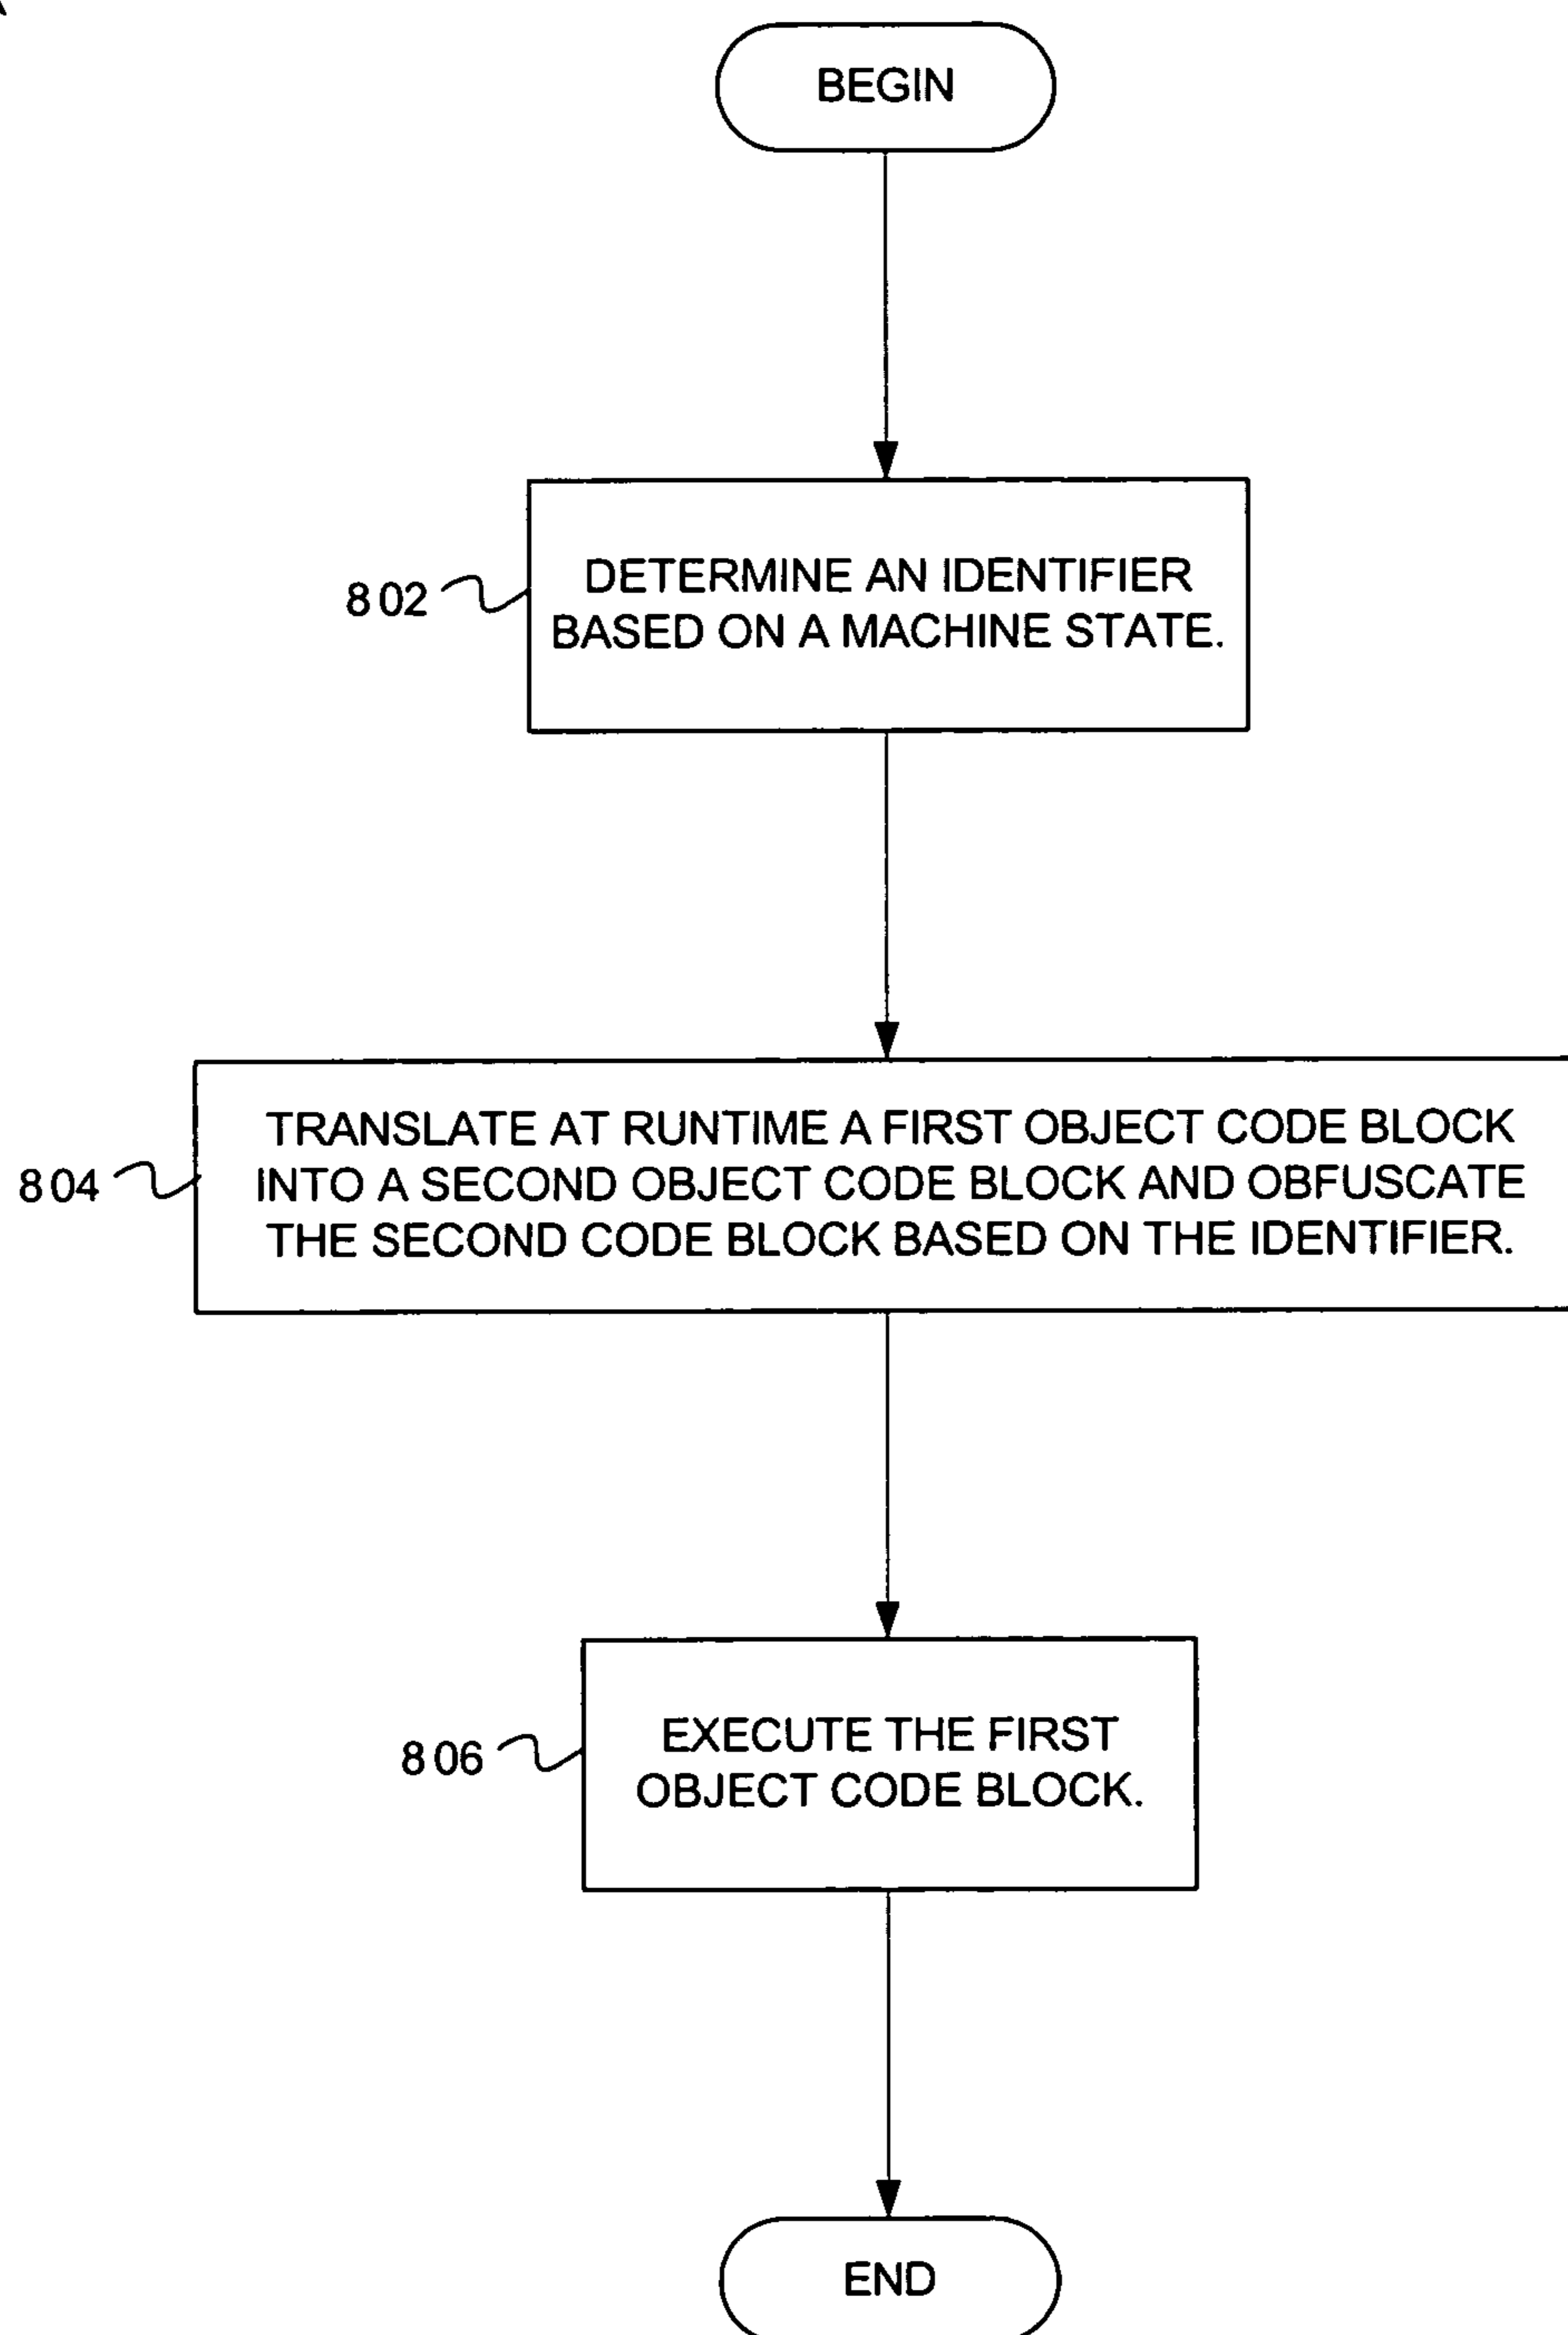 BEGIN
802
DETERMINE AN IDENTIFIER
BASED ON A MACHINE STATE.
804
TRANSLATE AT RUNTIME A FIRST OBJECT CODE BLOCK
INTO A SECOND OBJECT CODE BLOCK AND OBFUSCATE
THE SECOND CODE BLOCK BASED ON THE IDENTIFIER.
806
EXECUTE THE FIRST
OBJECT CODE BLOCK.
END